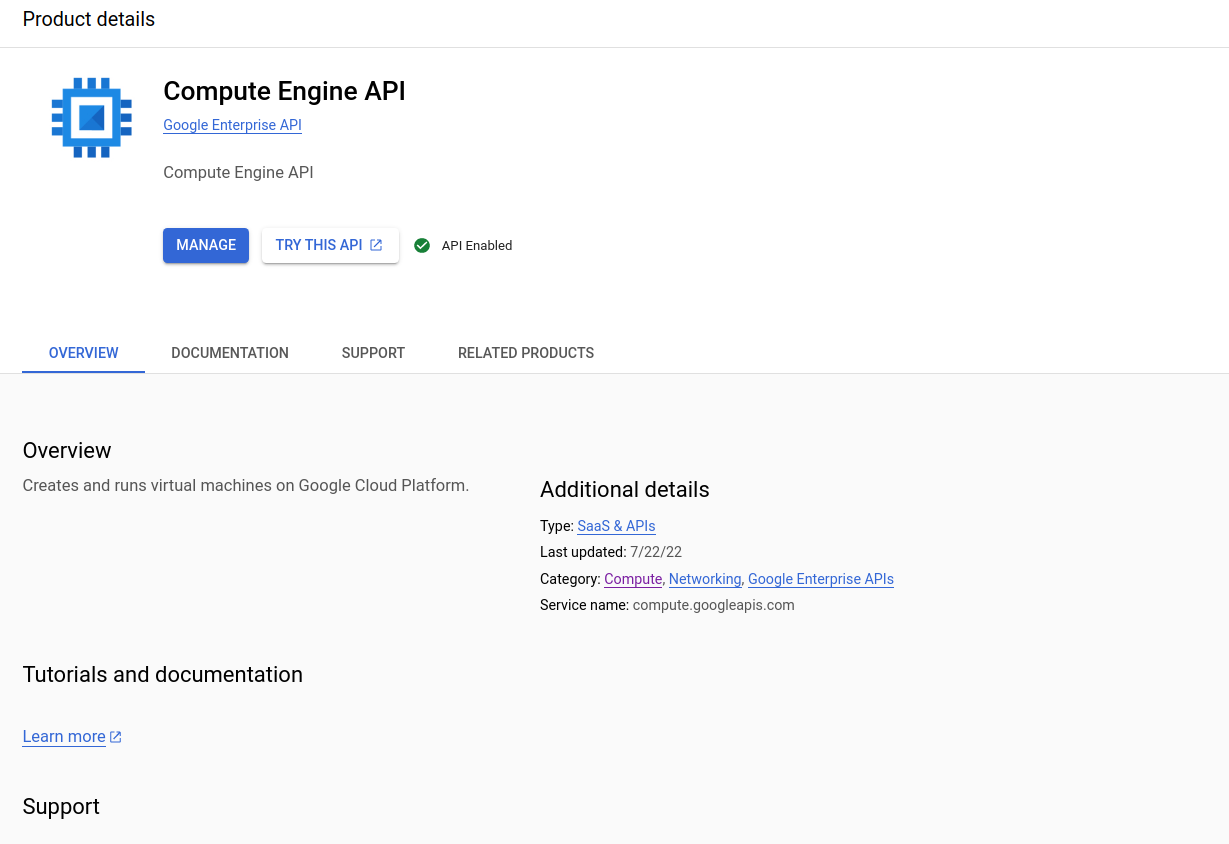 Product details
Compute Engine API
Google Enterprise API
Compute Engine API
MANAGE TRY THIS API API Enabled
OVERVIEW DOCUMENTATION SUPPORT RELATED PRODUCTS
Overview
Creates and runs virtual machines on Google Cloud Platform.
Additional details
Type: SaaS & APIs
Last updated: 7/22/22
Category: Compute, Networking, Google Enterprise APIs
Service name: compute.googleapis.com
Tutorials and documentation
Learn more
Support